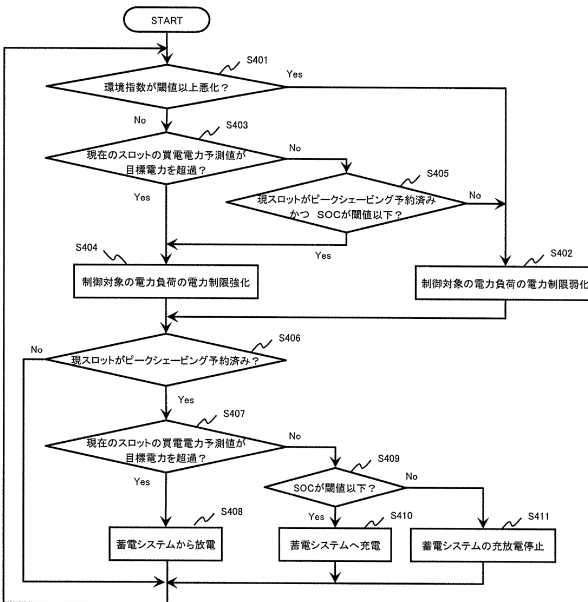 START
S401
環境指数が閾値以上悪化？
Yes
No
S403
現在のスロットの買電電力予測値が
目標電力を超過？
No
Yes
S405
現スロットがピークシェービング予約済み
かつ SOCが閾値以下？
No
Yes
S404
制御対象の電力負荷の電力制限強化
S402
制御対象の電力負荷の電力制限弱化
S406
現スロットがピークシェービング予約済み？
No
Yes
S407
現在のスロットの買電電力予測値が
目標電力を超過？
No
Yes
S409
SOCが閾値以下？
No
Yes
S408
蓄電システムから放電
S410
蓄電システムへ充電
S411
蓄電システムの充放電停止